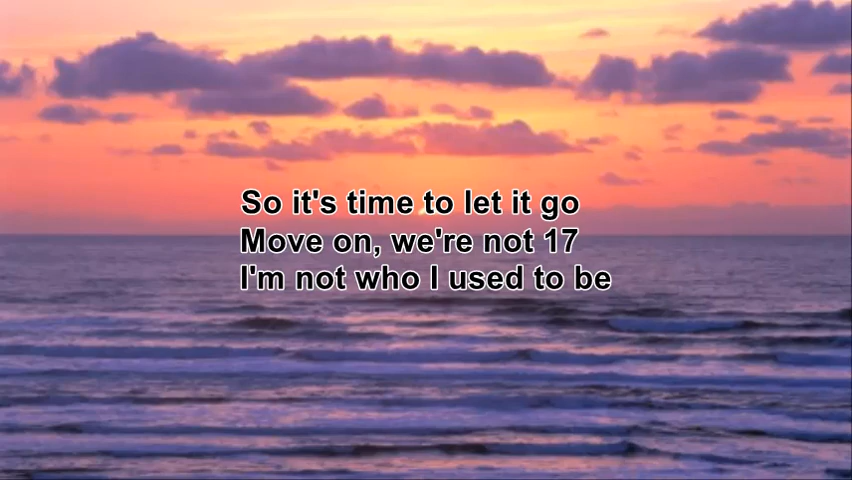 So it's time to let it go
Move on, we're not 17
I'm not who I used to be